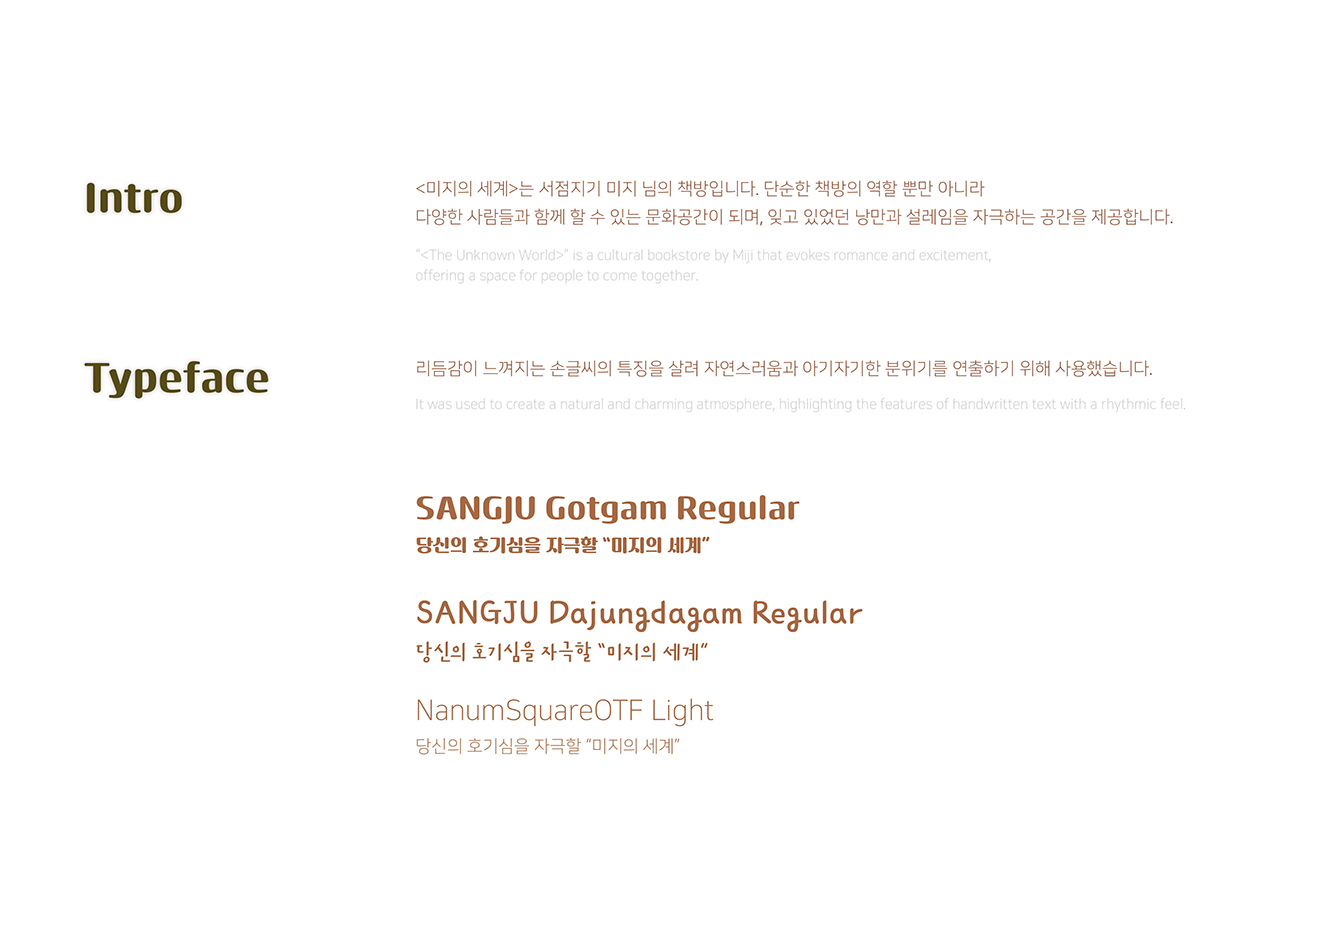 Intro
<미지의 세계>는 서점지기 미지 님의 책방입니다. 단순한 책방의 역할 뿐만 아니라
다양한 사람들과 함께 할 수 있는 문화공간이 되며, 잊고 있었던 낭만과 설레임을 자극하는 공간을 제공합니다.
“<The Unknown World>” is a cultural bookstore by Miji that evokes romance and excitement,
offering a space for people to come together.
Typeface
리듬감이 느껴지는 손글씨의 특징을 살려 자연스러움과 아기자기한 분위기를 연출하기 위해 사용했습니다.
It was used to create a natural and charming atmosphere, highlighting the features of handwritten text with a rhythmic feel.
SANGJU Gotgam Regular
당신의 호기심을 자극할 “미지의 세계”
SANGJU Dajungdagam Regular
당신의 호기심을 자극할 “미지의 세계”
NanumSquareOTF Light
당신의 호기심을 자극할 “미지의 세계”